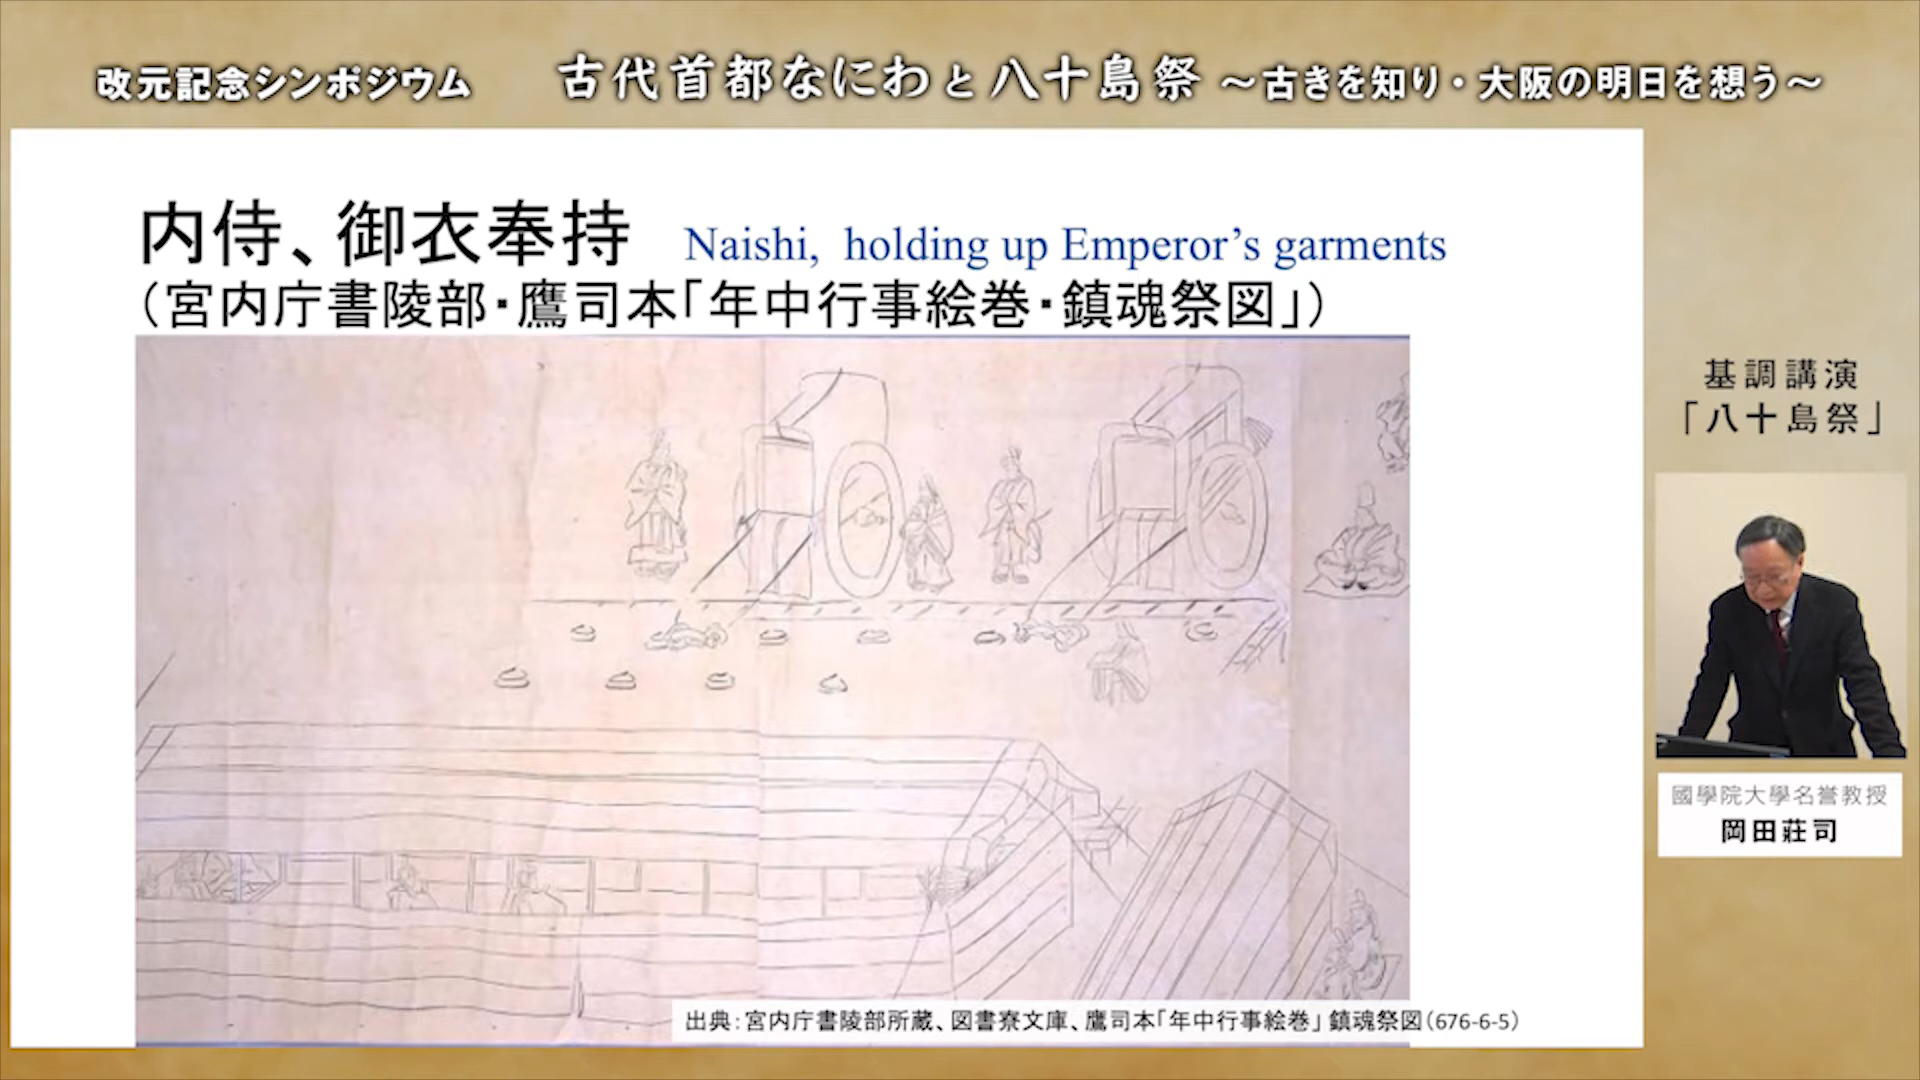 改元記念シンポジウム 古代首都なにわと八十島祭 ～古きを知り・大阪の明日を想う～
内侍、御衣奉持 Naishi, holding up Emperor’s garments
（宮内庁書陵部・鷹司本「年中行事絵巻・鎮魂祭図」）
出典：宮内庁書陵部所蔵、図書寮文庫、鷹司本「年中行事絵巻」 鎮魂祭図（676-6-5）
基調講演
「八十島祭」
國學院大學名誉教授
岡田莊司